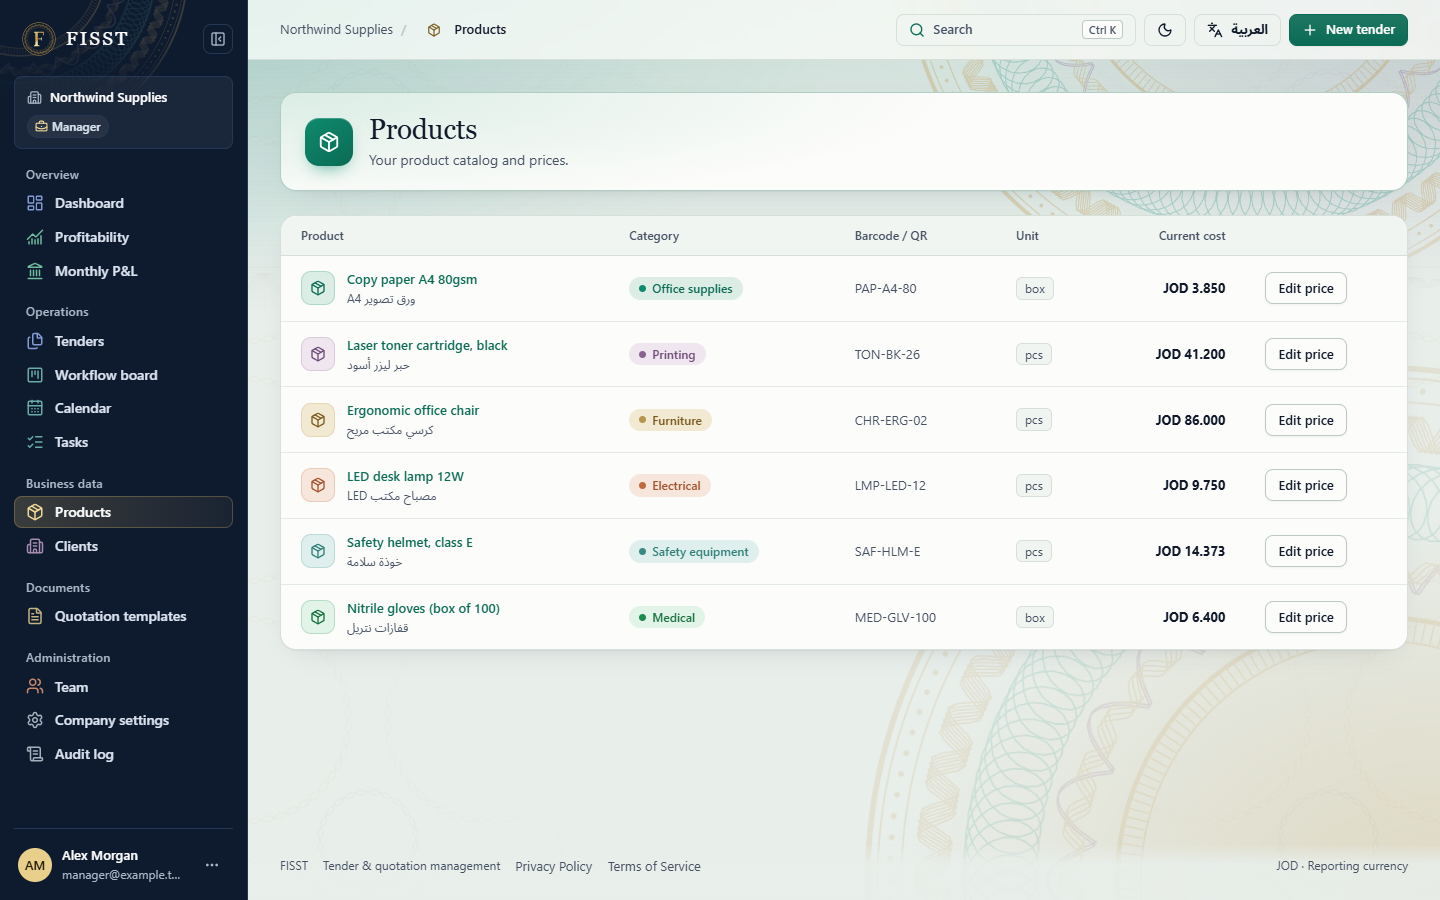 FISST
Northwind Supplies
Manager
Overview
Dashboard
Profitability
Monthly P&L
Operations
Tenders
Workflow board
Calendar
Tasks
Business data
Products
Clients
Documents
Quotation templates
Administration
Team
Company settings
Audit log
AM
Alex Morgan
manager@example.t...
Northwind Supplies / Products
Search Ctrl K
العربية
New tender
Products
Your product catalog and prices.
Product Category Barcode / QR Unit Current cost
Copy paper A4 80gsm
ورق تصوير A4
Office supplies PAP-A4-80 box JOD 3.850 Edit price
Laser toner cartridge, black
حبر ليزر أسود
Printing TON-BK-26 pcs JOD 41.200 Edit price
Ergonomic office chair
كرسي مكتب مريح
Furniture CHR-ERG-02 pcs JOD 86.000 Edit price
LED desk lamp 12W
مصباح مكتب LED
Electrical LMP-LED-12 pcs JOD 9.750 Edit price
Safety helmet, class E
خوذة سلامة
Safety equipment SAF-HLM-E pcs JOD 14.373 Edit price
Nitrile gloves (box of 100)
قفازات نتريل
Medical MED-GLV-100 box JOD 6.400 Edit price
FISST Tender & quotation management Privacy Policy Terms of Service
JOD · Reporting currency